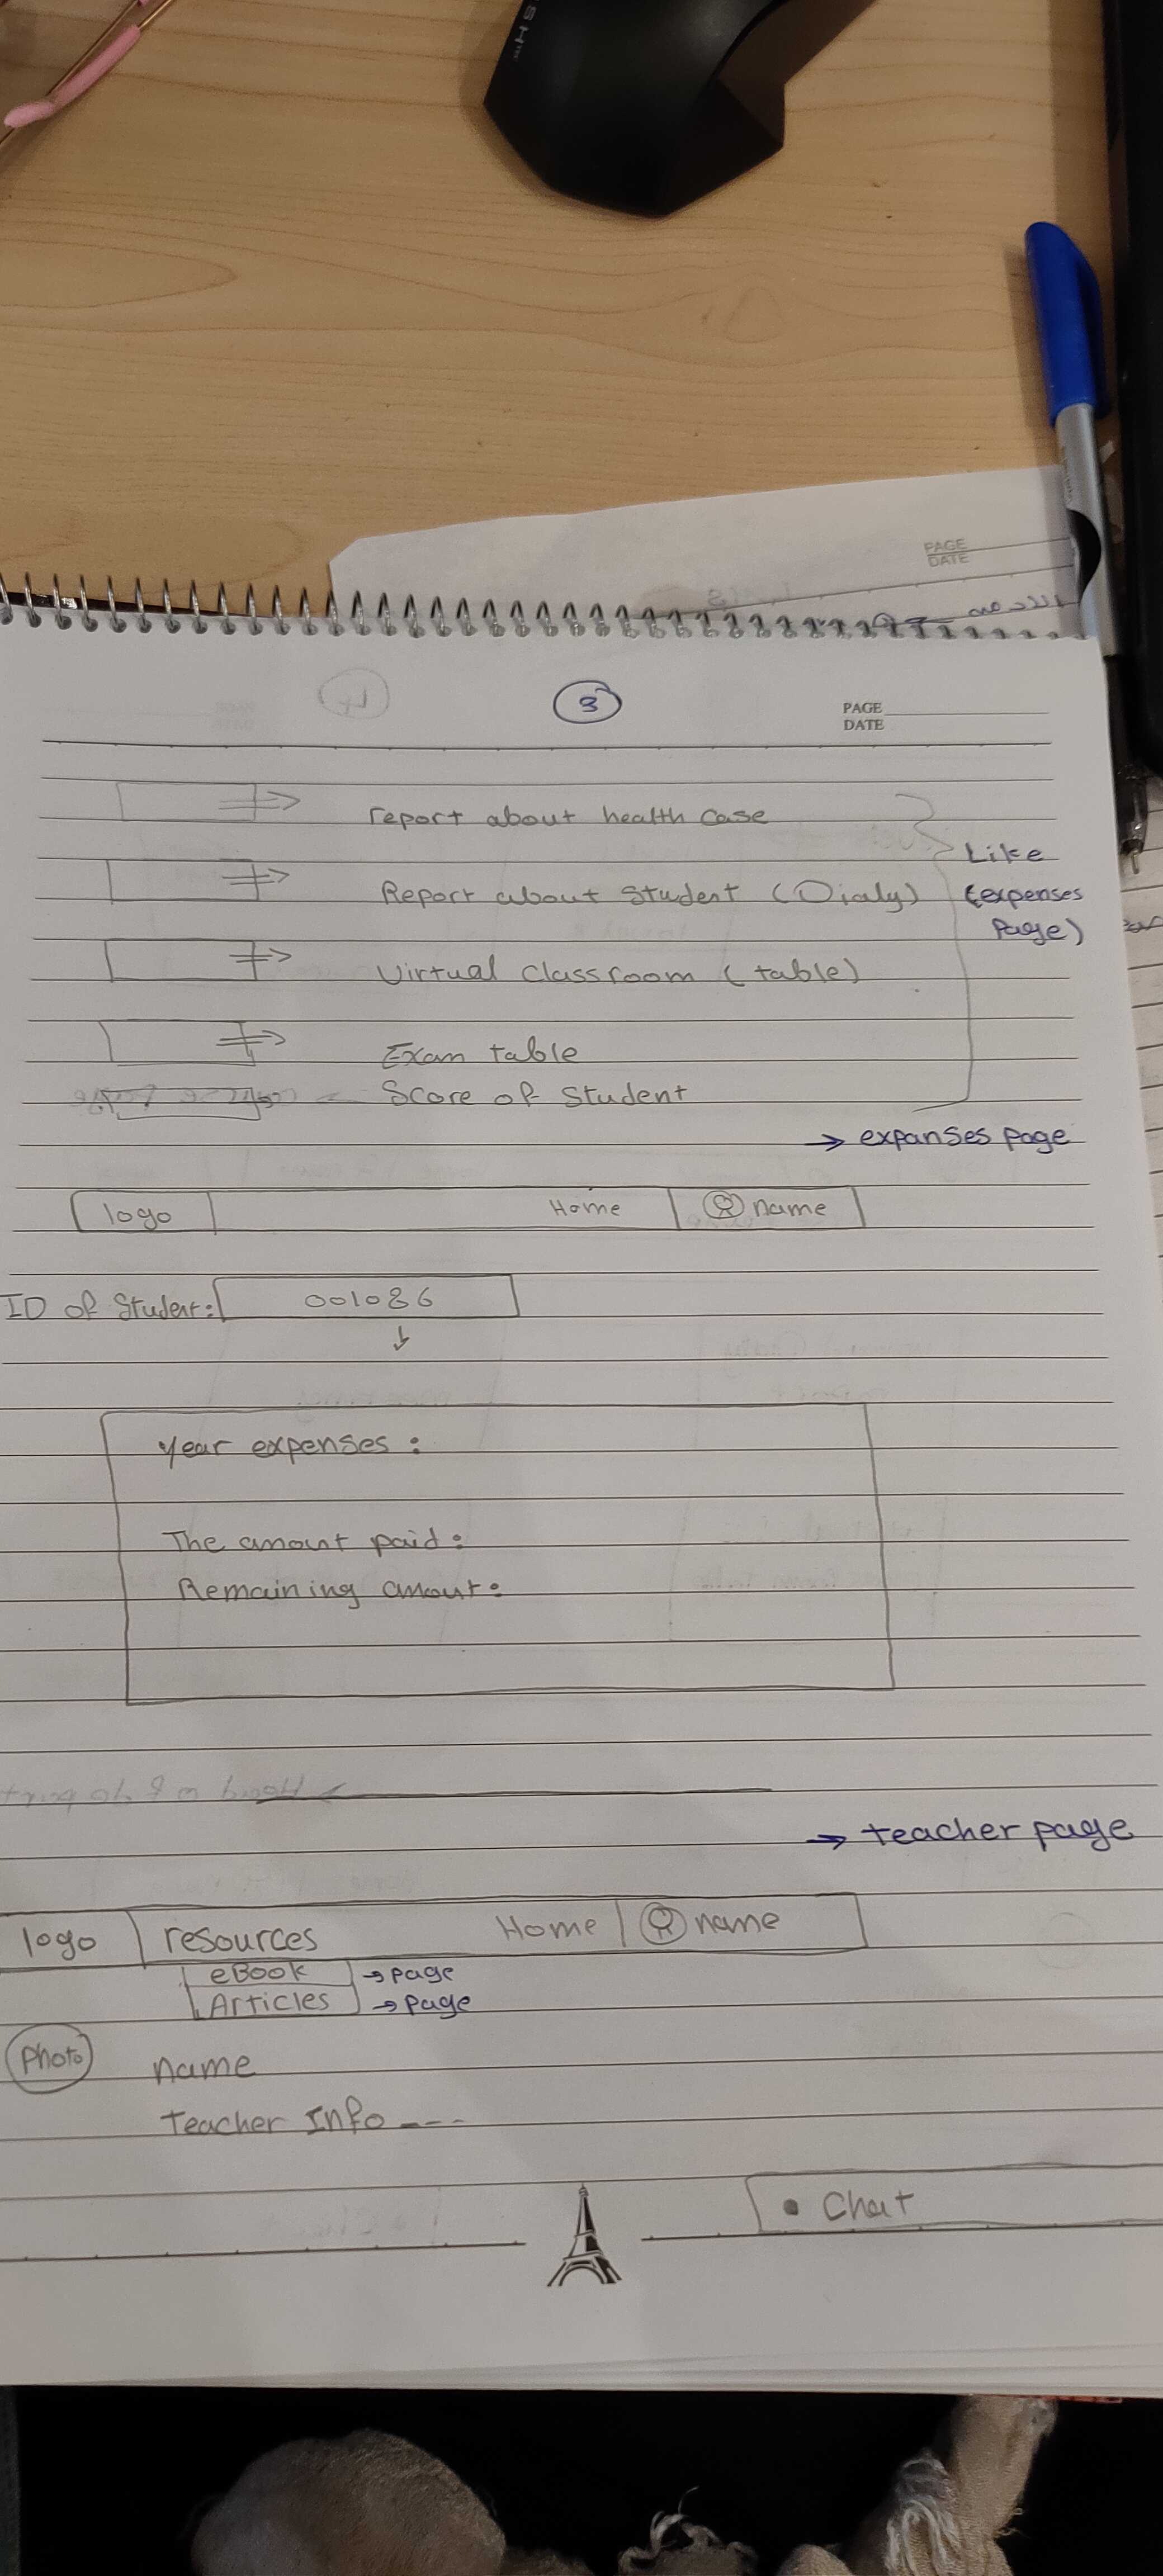 3
PAGE
DATE
report about health case
Like
Report about Student (Dialy) (expenses
Page)
Virtual Classroom (table)
Exam table
Score of Student
→ expanses page
logo Home name
ID of Student: 001086
year expenses :
The amount paid:
Remaining amout:
→ teacher page
logo resources Home name
eBook → page
Articles → page
Photo name
Teacher Info ---
• Chat
PAGE
DATE